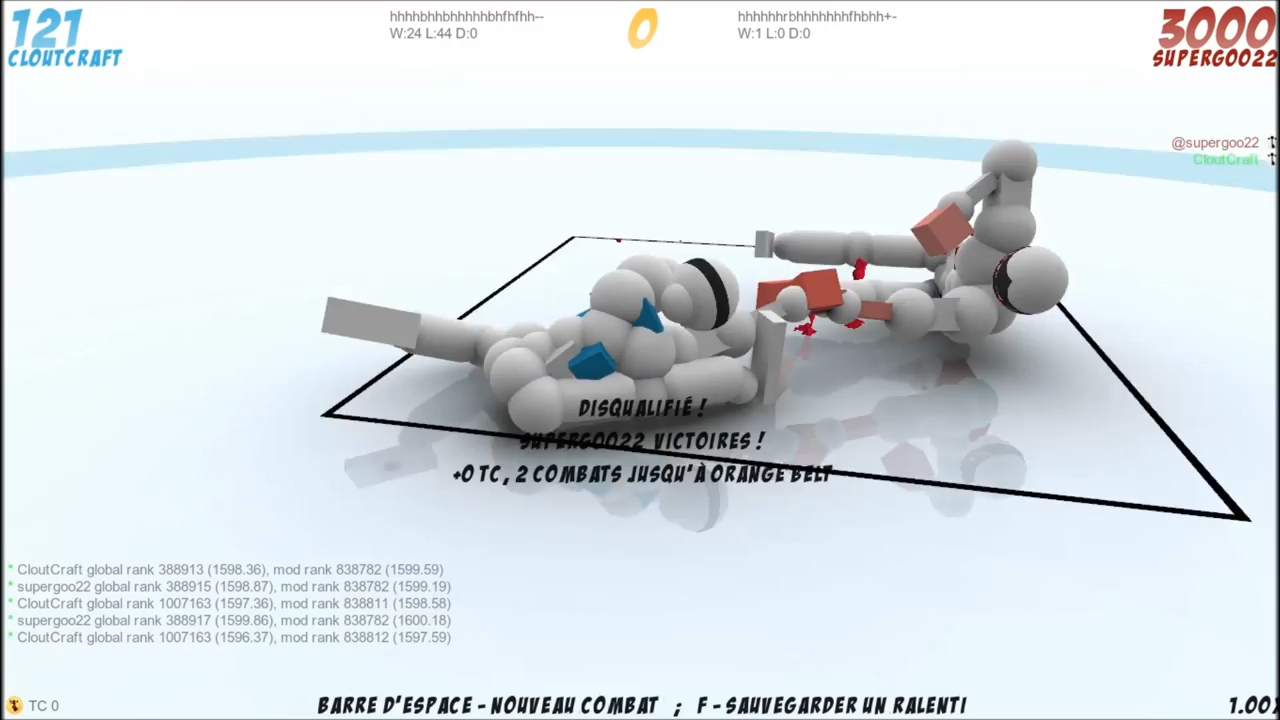 121
CLOUTCRAFT
hhhhbhhbhhhhhbhfhfhh--
W:24 L:44 D:0
0
hhhhhhrbhhhhhhhfhbhh+-
W:1 L:0 D:0
3000
SUPERGOO22
@supergoo22
CloutCraft
DISQUALIFIÉ !
SUPERGOO22 VICTOIRES !
+0 TC, 2 COMBATS JUSQU'À ORANGE BELT
* CloutCraft global rank 388913 (1598.36), mod rank 838782 (1599.59)
* supergoo22 global rank 388915 (1598.87), mod rank 838782 (1599.19)
* CloutCraft global rank 1007163 (1597.36), mod rank 838811 (1598.58)
* supergoo22 global rank 388917 (1599.86), mod rank 838782 (1600.18)
* CloutCraft global rank 1007163 (1596.37), mod rank 838812 (1597.59)
TC 0
BARRE D'ESPACE - NOUVEAU COMBAT ; F - SAUVEGARDER UN RALENTI